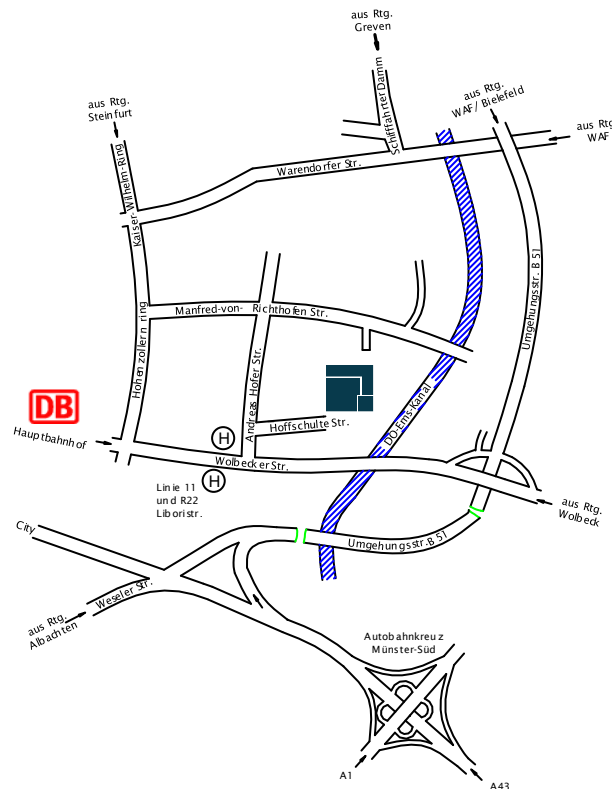 aus Rtg.
Greven
aus Rtg.
WAF/ Bielefeld
aus Rtg.
Steinfurt
aus Rtg
WAF
Schifffahrter Damm
Warendorfer Str.
Kaiser-Wilhelm-Ring
Umgehungsstr. B 51
Manfred-von- Richthofen Str.
Hohenzollernring
Andreas Hofer Str.
DO-Ems-Kanal
DB
Hauptbahnhof
Hoffschulte Str.
H
Wolbecker Str.
H
Linie 11
und R22
Liboristr.
aus Rtg.
Wolbeck
City
Umgehungsstr.B 51
Weseler Str.
aus Rtg.
Albachten
Autobahnkreuz
Münster-Süd
A1
A43